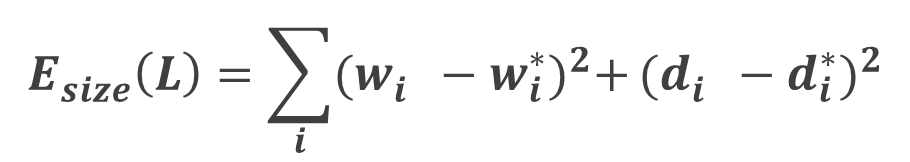 E_size(L) = ∑_i (w_i - w_i^*)^2 + (d_i - d_i^*)^2